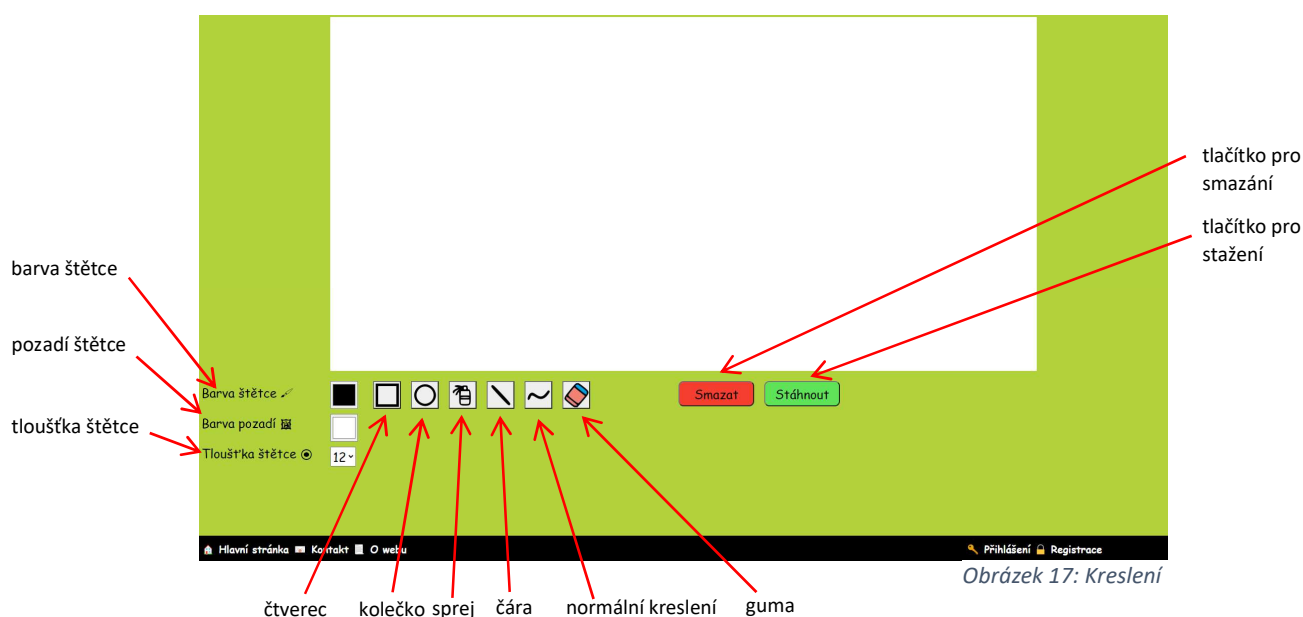 tlačítko pro
smazání
tlačítko pro
stažení
barva štětce
pozadí štětce
tloušťka štětce
Barva štětce
Smazat
Stáhnout
Barva pozadí
Tloušťka štětce
12
Hlavní stránka Kontakt O webu
Přihlášení Registrace
Obrázek 17: Kreslení
čtverec kolečko sprej čára normální kreslení guma